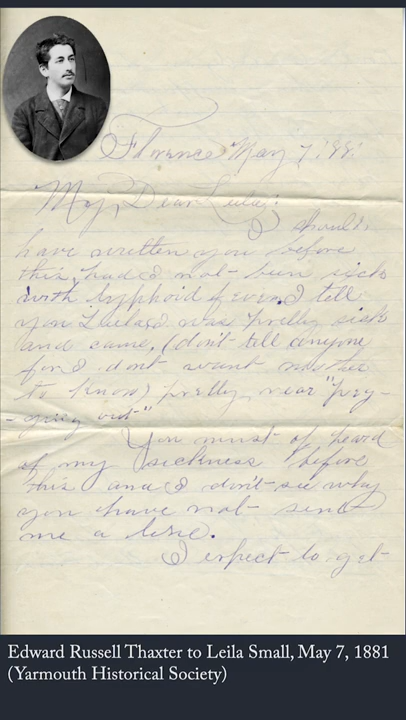 Florence May 7 '81.
My Dear Leila:
I should
have written you before
this, had I not been sick
with typhoid fever. I tell
you Leila I was pretty sick
and came, (don't tell anyone
for I dont want mother
to know) pretty near "peg-
-ging out"
You must of heard
of my sickness before
this and I don't see why
you have not sent
me a line.
I expect to get
Edward Russell Thaxter to Leila Small, May 7, 1881
(Yarmouth Historical Society)